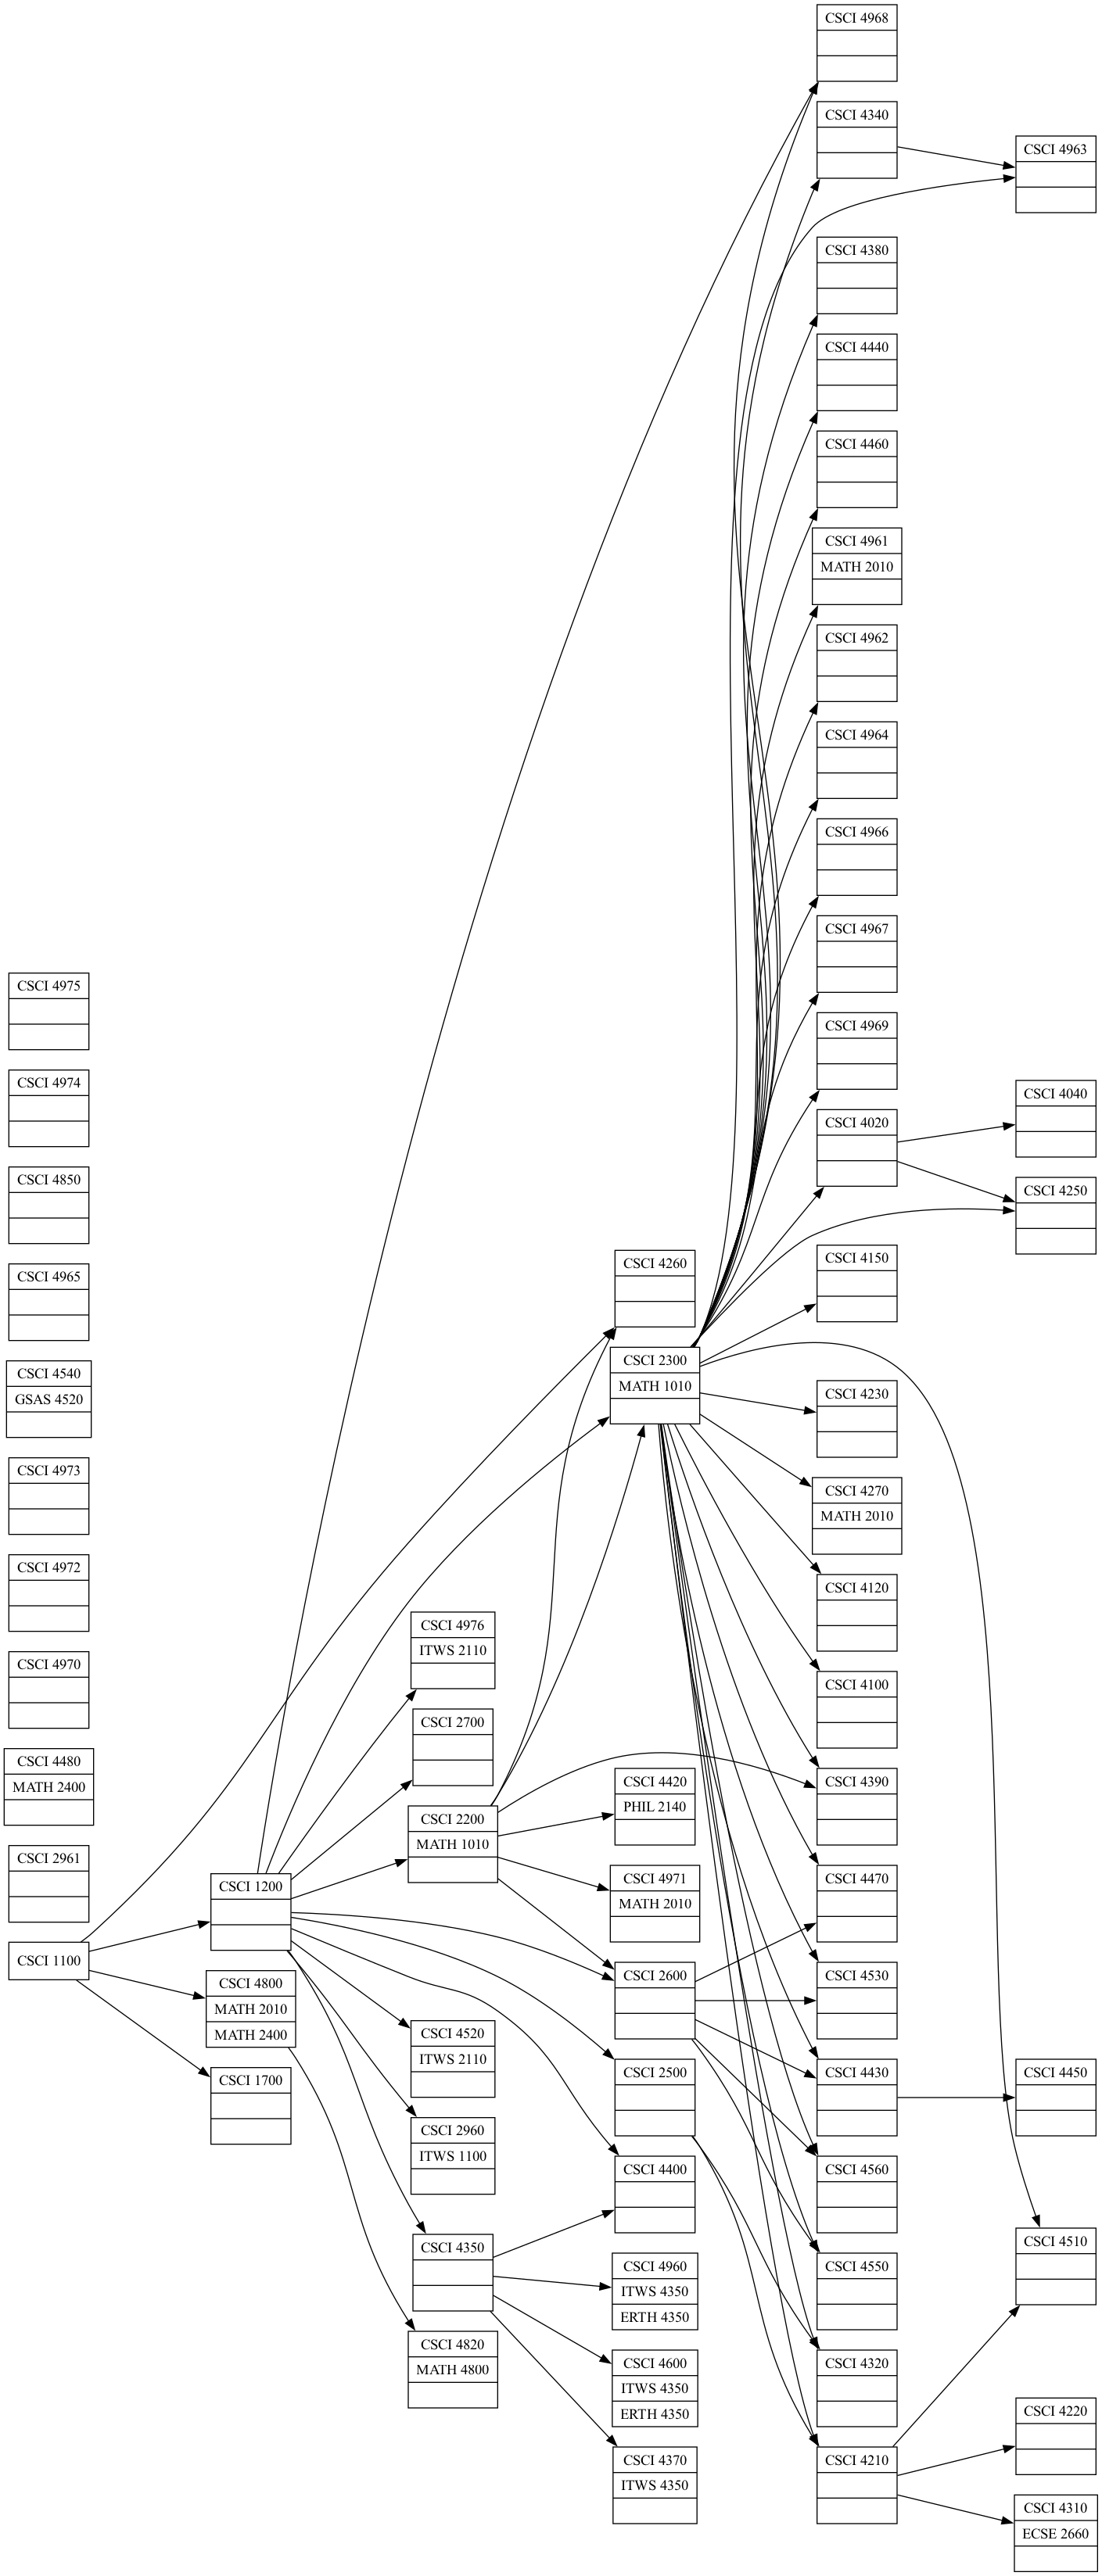 CSCI 4975
CSCI 4974
CSCI 4850
CSCI 4965
CSCI 4540
GSAS 4520
CSCI 4973
CSCI 4972
CSCI 4970
CSCI 4480
MATH 2400
CSCI 2961
CSCI 1100
CSCI 1200
CSCI 4800
MATH 2010
MATH 2400
CSCI 1700
CSCI 4976
ITWS 2110
CSCI 2700
CSCI 2200
MATH 1010
CSCI 4520
ITWS 2110
CSCI 2960
ITWS 1100
CSCI 4350
CSCI 4820
MATH 4800
CSCI 4260
CSCI 2300
MATH 1010
CSCI 4420
PHIL 2140
CSCI 4971
MATH 2010
CSCI 2600
CSCI 2500
CSCI 4400
CSCI 4960
ITWS 4350
ERTH 4350
CSCI 4600
ITWS 4350
ERTH 4350
CSCI 4370
ITWS 4350
CSCI 4968
CSCI 4340
CSCI 4380
CSCI 4440
CSCI 4460
CSCI 4961
MATH 2010
CSCI 4962
CSCI 4964
CSCI 4966
CSCI 4967
CSCI 4969
CSCI 4020
CSCI 4150
CSCI 4230
CSCI 4270
MATH 2010
CSCI 4120
CSCI 4100
CSCI 4390
CSCI 4470
CSCI 4530
CSCI 4430
CSCI 4560
CSCI 4550
CSCI 4320
CSCI 4210
CSCI 4963
CSCI 4040
CSCI 4250
CSCI 4450
CSCI 4510
CSCI 4220
CSCI 4310
ECSE 2660